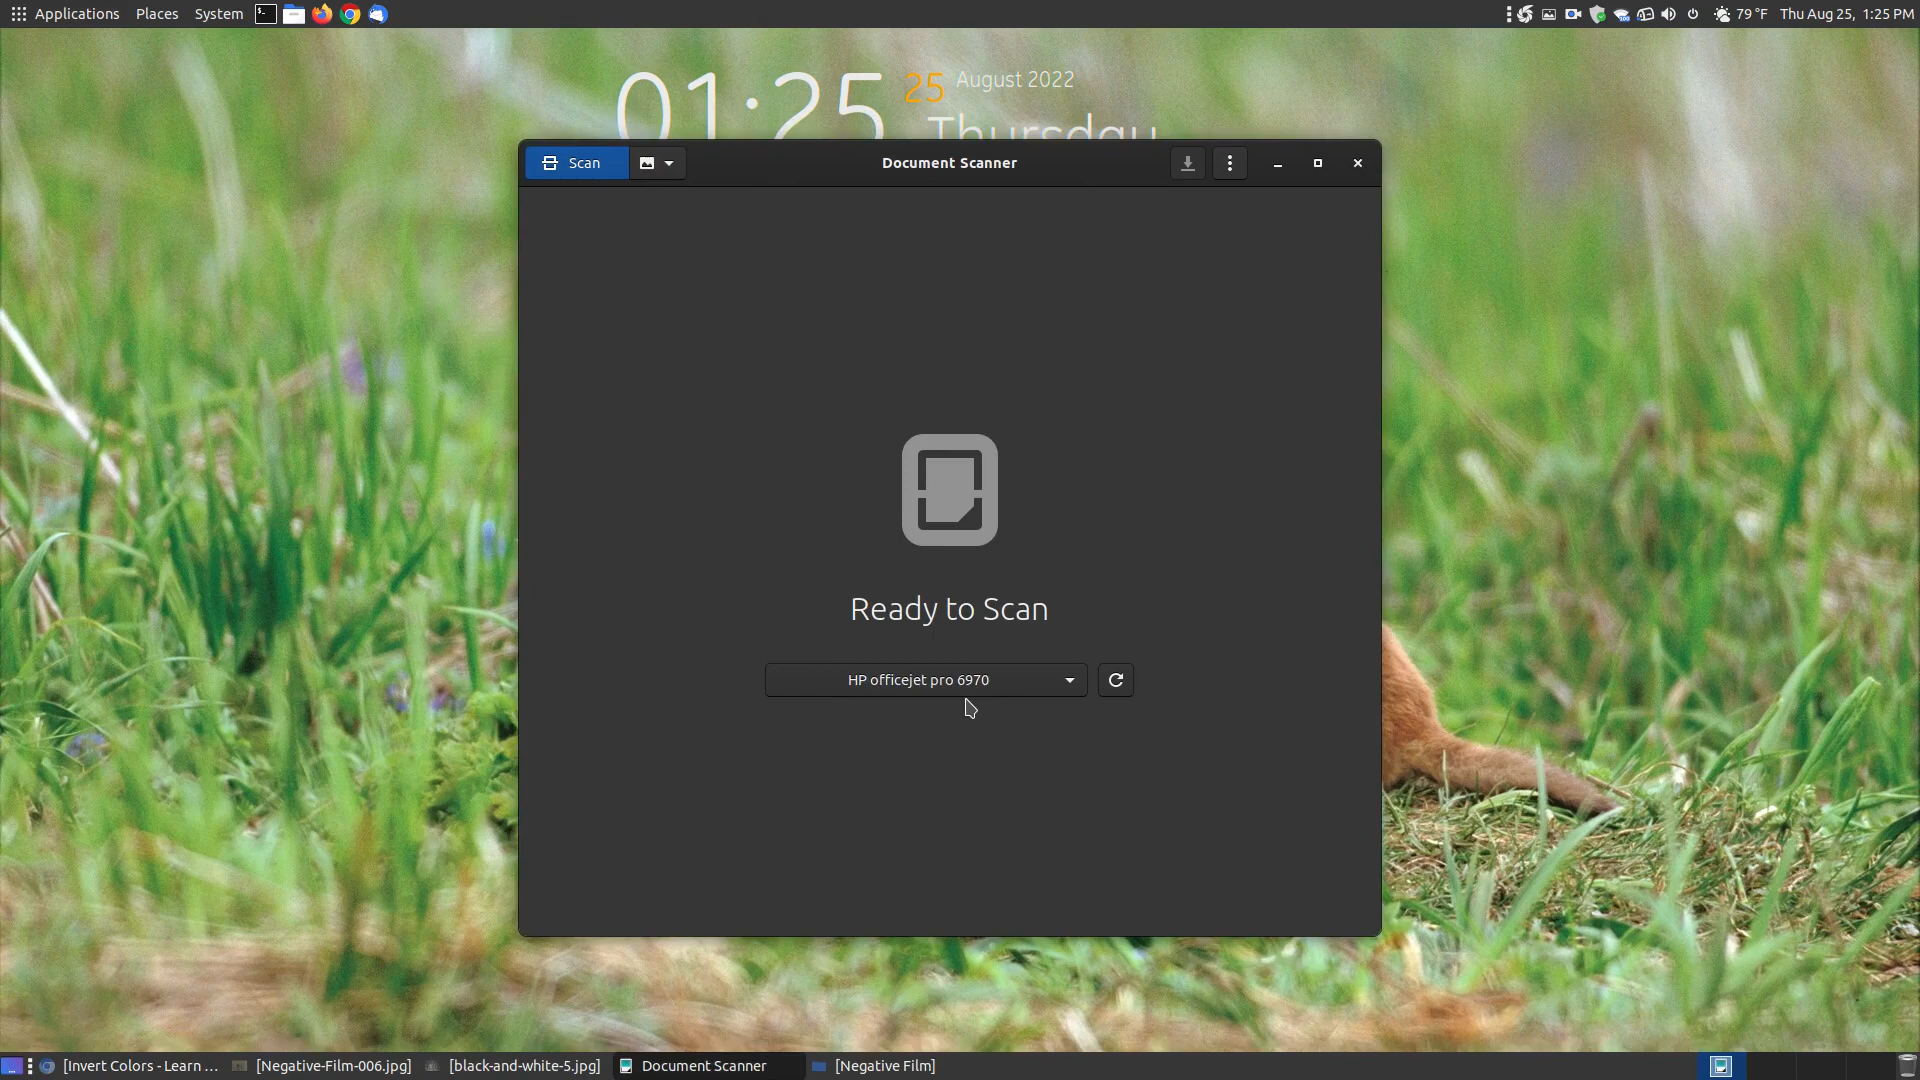 Applications Places System 79 °F Thu Aug 25, 1:25 PM
01:25 25 August 2022
Thursday
Scan Document Scanner
Ready to Scan
HP officejet pro 6970
[Invert Colors - Learn ... [Negative-Film-006.jpg] [black-and-white-5.jpg] Document Scanner [Negative Film]